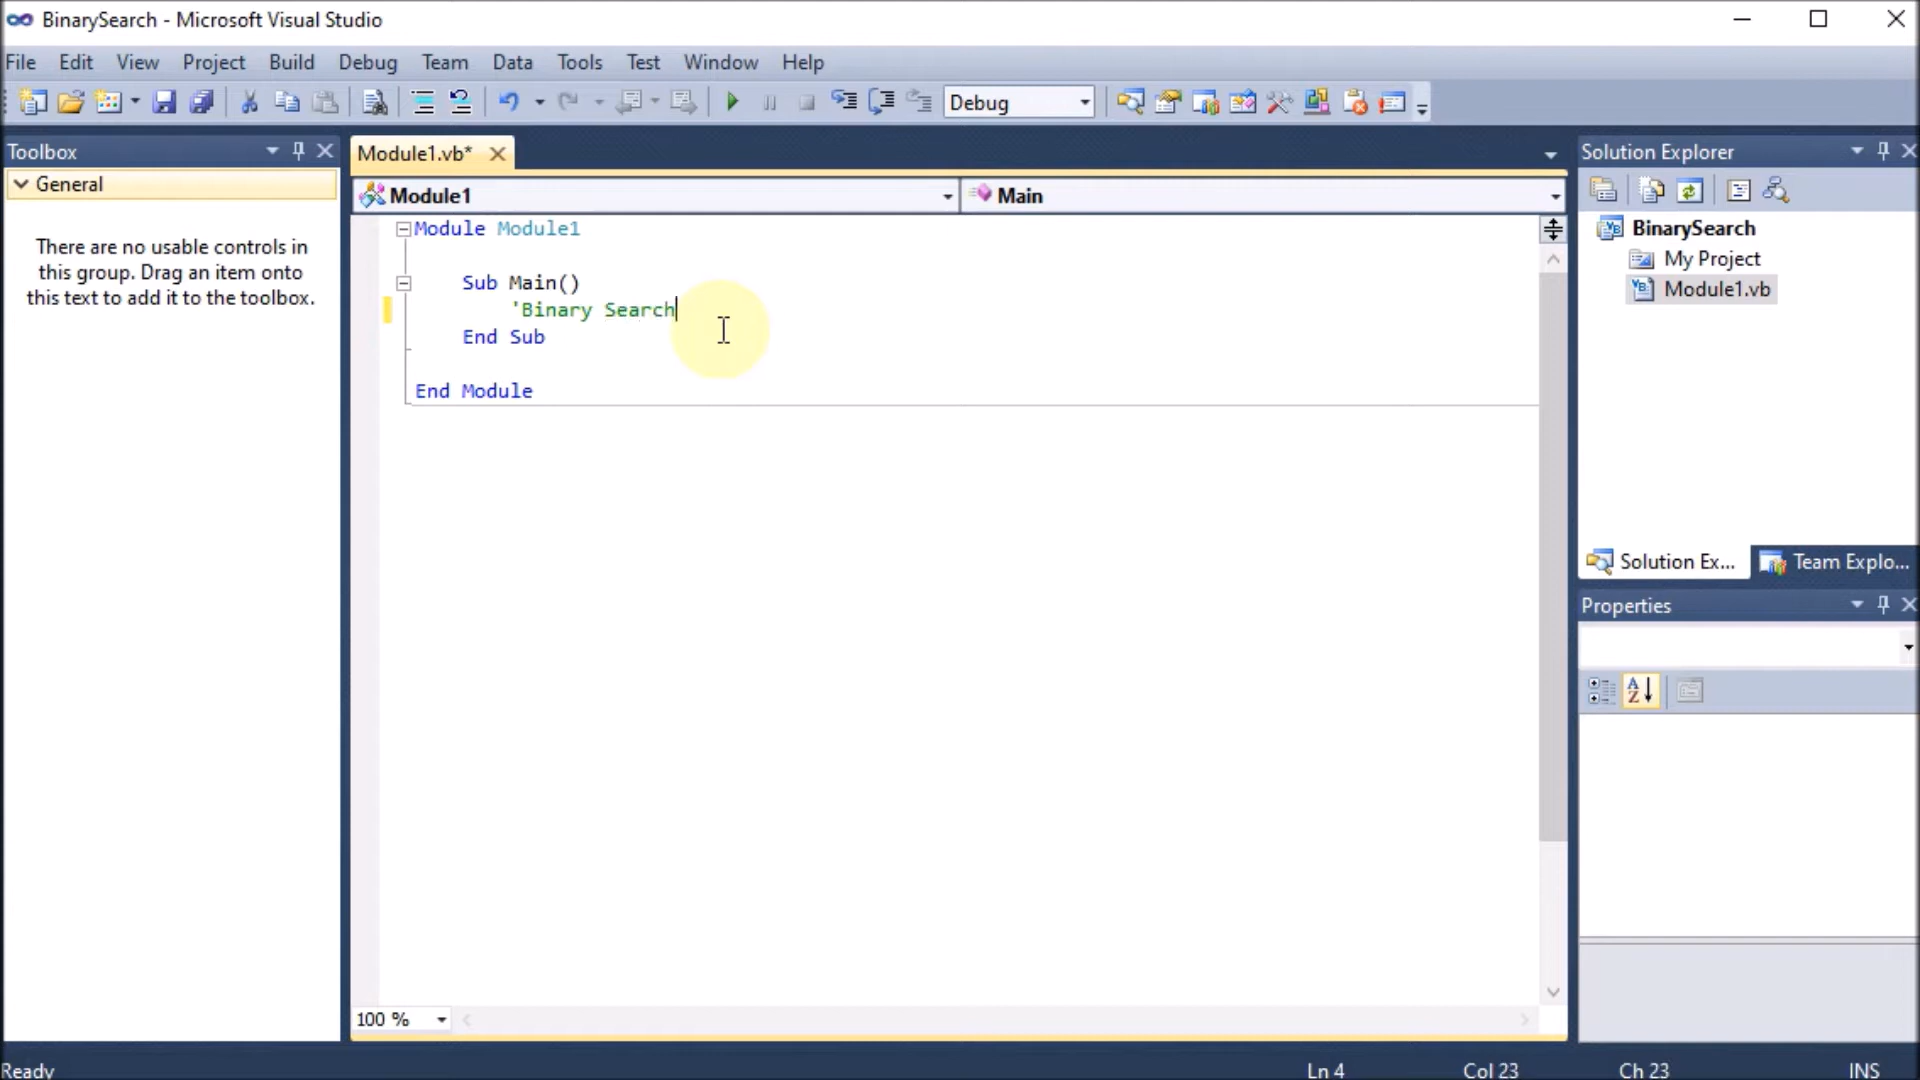 BinarySearch - Microsoft Visual Studio
File Edit View Project Build Debug Team Data Tools Test Window Help
Debug
Toolbox
General
There are no usable controls in
this group. Drag an item onto
this text to add it to the toolbox.
Module1.vb*
Module1
Main
Module Module1
Sub Main()
'Binary Search
End Sub
End Module
100 %
Solution Explorer
BinarySearch
My Project
Module1.vb
Solution Ex...
Team Explo...
Properties
Ready
Ln 4
Col 23
Ch 23
INS